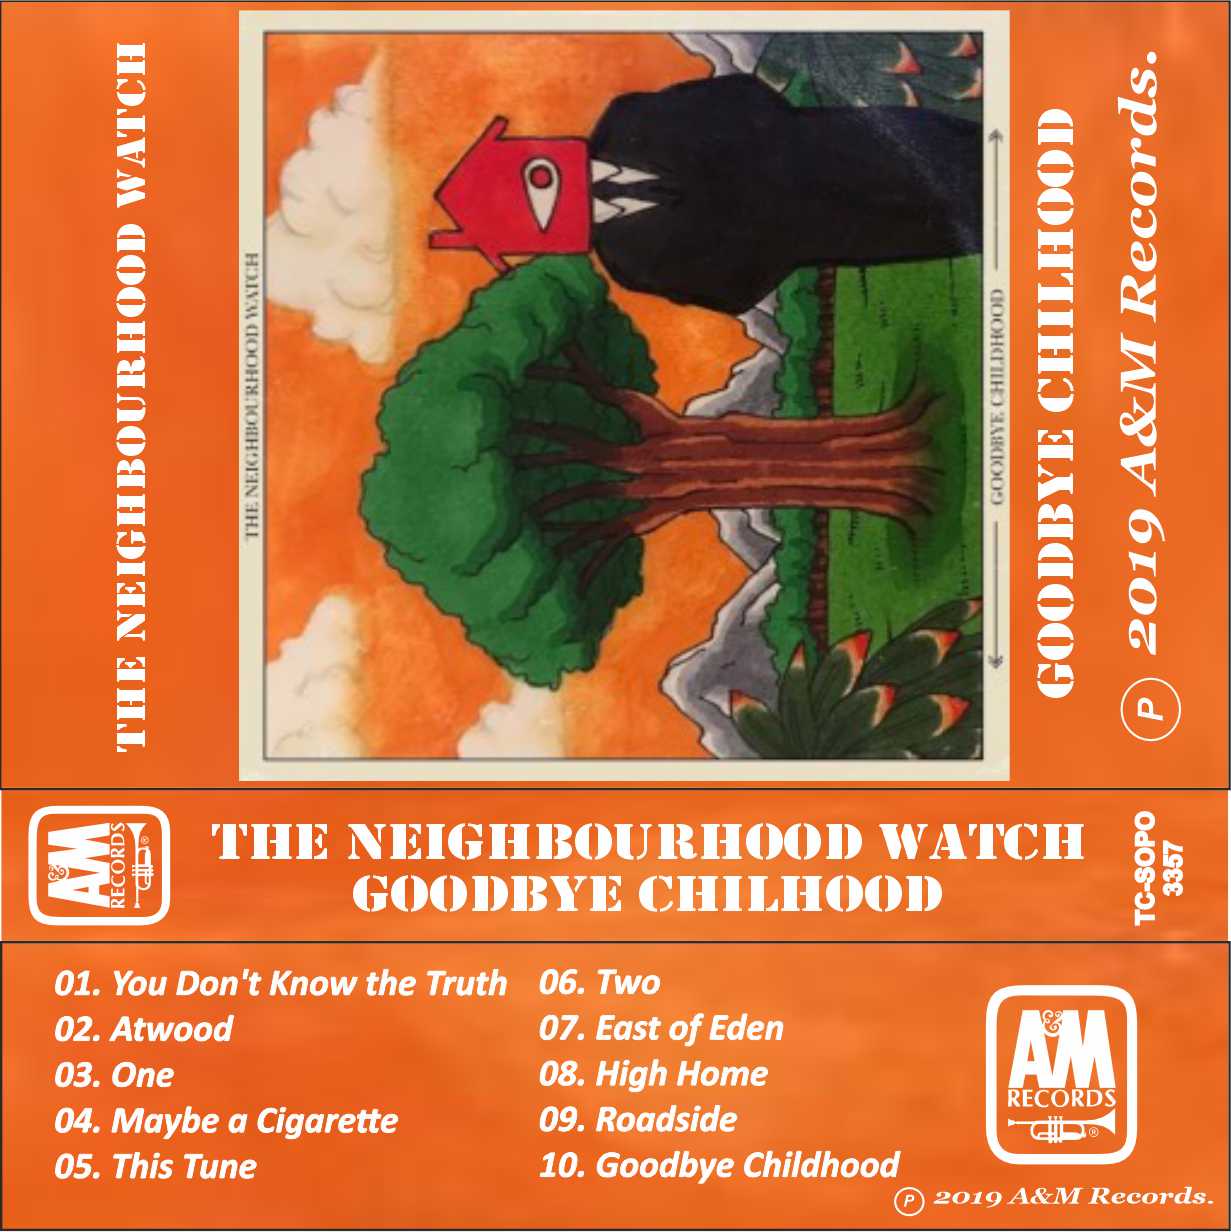 THE NEIGHBOURHOOD WATCH
THE NEIGHBOURHOOD WATCH
GOODBYE CHILDHOOD
GOODBYE CHILHOOD
P 2019 A&M Records.
A&M
RECORDS
®
THE NEIGHBOURHOOD WATCH
GOODBYE CHILHOOD
TC-SOPO
3357
01. You Don't Know the Truth
02. Atwood
03. One
04. Maybe a Cigarette
05. This Tune
06. Two
07. East of Eden
08. High Home
09. Roadside
10. Goodbye Childhood
A&M
RECORDS
®
P 2019 A&M Records.